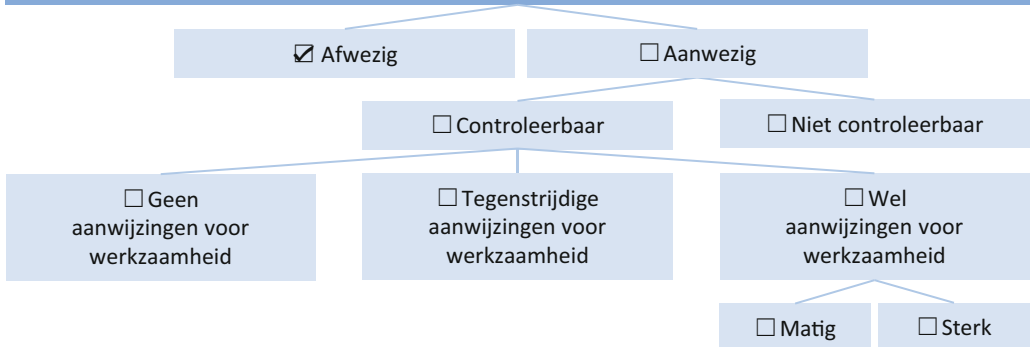 ☑ Afwezig
☐ Aanwezig
☐ Controleerbaar
☐ Niet controleerbaar
☐ Geen
aanwijzingen voor
werkzaamheid
☐ Tegenstrijdige
aanwijzingen voor
werkzaamheid
☐ Wel
aanwijzingen voor
werkzaamheid
☐ Matig
☐ Sterk